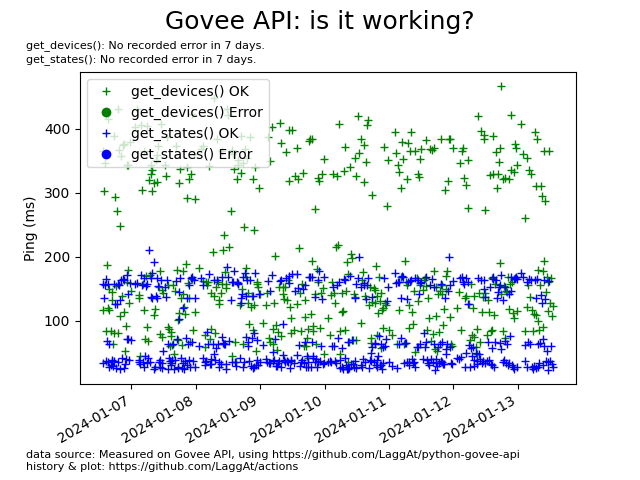 Govee API: is it working?
get_devices(): No recorded error in 7 days.
get_states(): No recorded error in 7 days.
get_devices() OK
get_devices() Error
get_states() OK
get_states() Error
400
300
200
100
Ping (ms)
2024-01-07
2024-01-08
2024-01-09
2024-01-10
2024-01-11
2024-01-12
2024-01-13
data source: Measured on Govee API, using https://github.com/LaggAt/python-govee-api
history & plot: https://github.com/LaggAt/actions